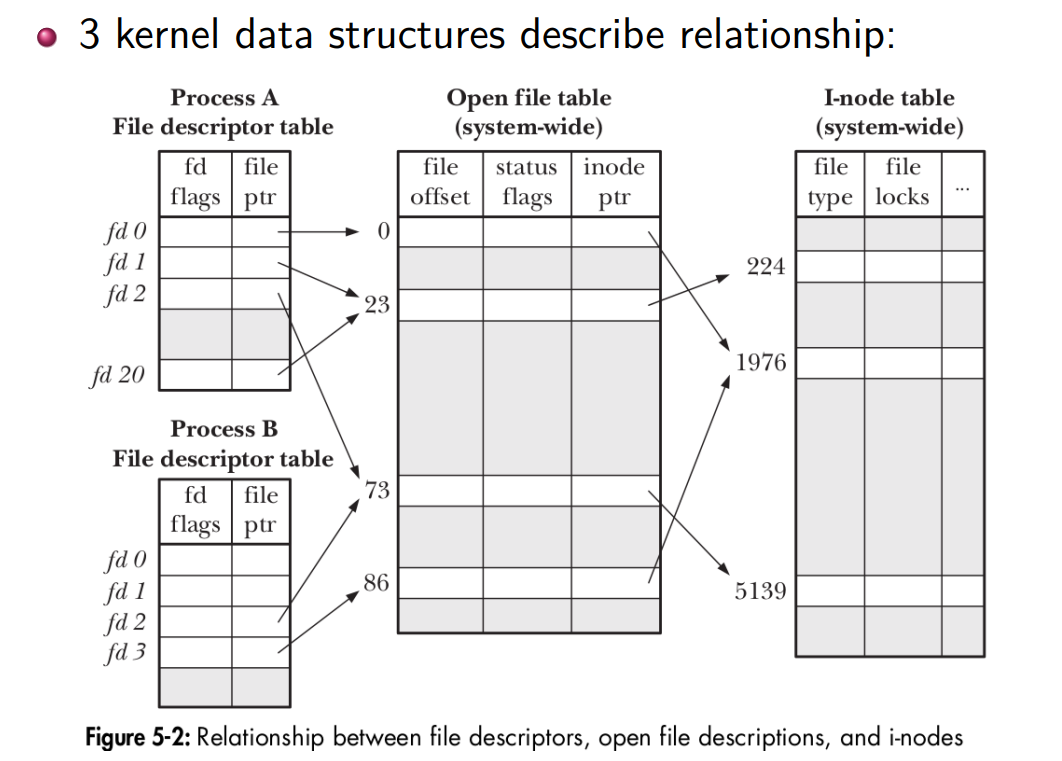 3 kernel data structures describe relationship:
Process A
File descriptor table
fd flags
file ptr
fd 0
fd 1
fd 2
fd 20
Process B
File descriptor table
fd flags
file ptr
fd 0
fd 1
fd 2
fd 3
Open file table
(system-wide)
file offset
status flags
inode ptr
0
23
73
86
I-node table
(system-wide)
file type
file locks
...
224
1976
5139
Figure 5-2: Relationship between file descriptors, open file descriptions, and i-nodes